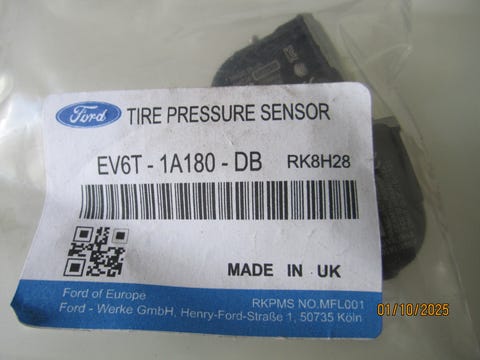 Ford
TIRE PRESSURE SENSOR
EV6T - 1A180 - DB RK8H28
MADE IN UK
Ford of Europe
RKPMS NO.MFL001
Ford - Werke GmbH, Henry-Ford-Straße 1, 50735 Köln
01/10/2025